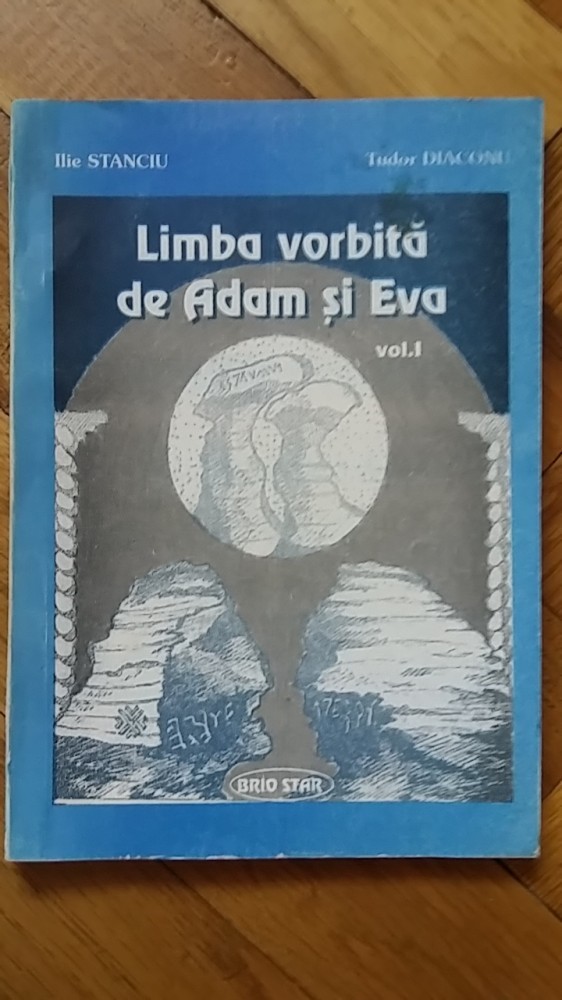 Ilie STANCIU
Tudor DIACONU
Limba vorbită
de Adam și Eva
vol.I
BRIO STAR